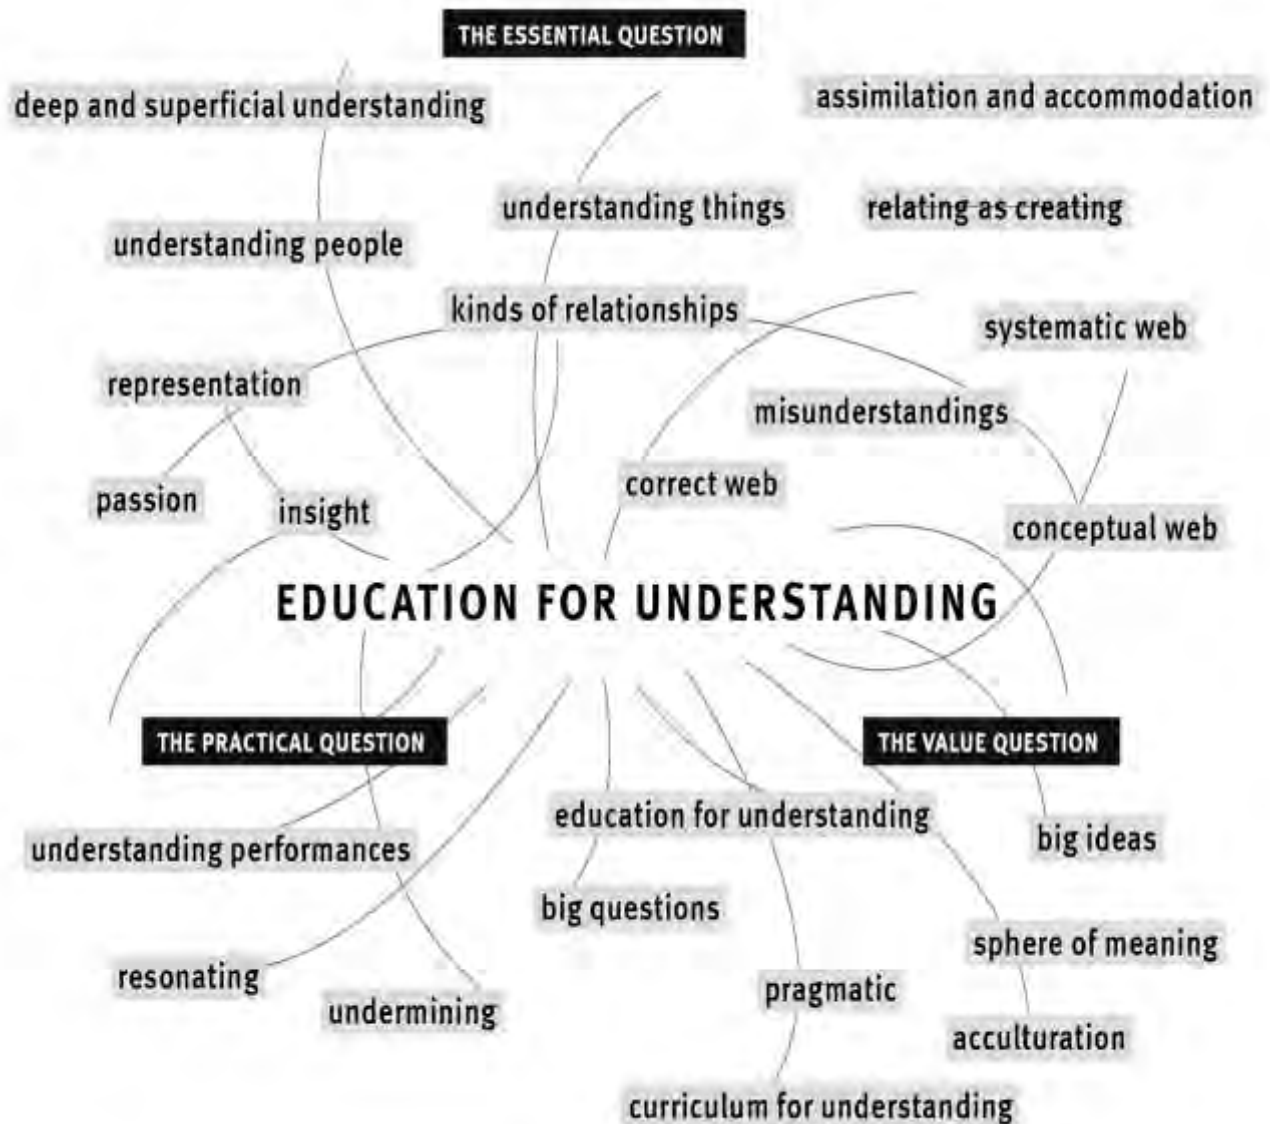 THE ESSENTIAL QUESTION
deep and superficial understanding
assimilation and accommodation
understanding things
relating as creating
understanding people
kinds of relationships
systematic web
representation
misunderstandings
correct web
passion
insight
conceptual web
EDUCATION FOR UNDERSTANDING
THE PRACTICAL QUESTION
THE VALUE QUESTION
education for understanding
big ideas
understanding performances
big questions
sphere of meaning
resonating
pragmatic
undermining
acculturation
curriculum for understanding